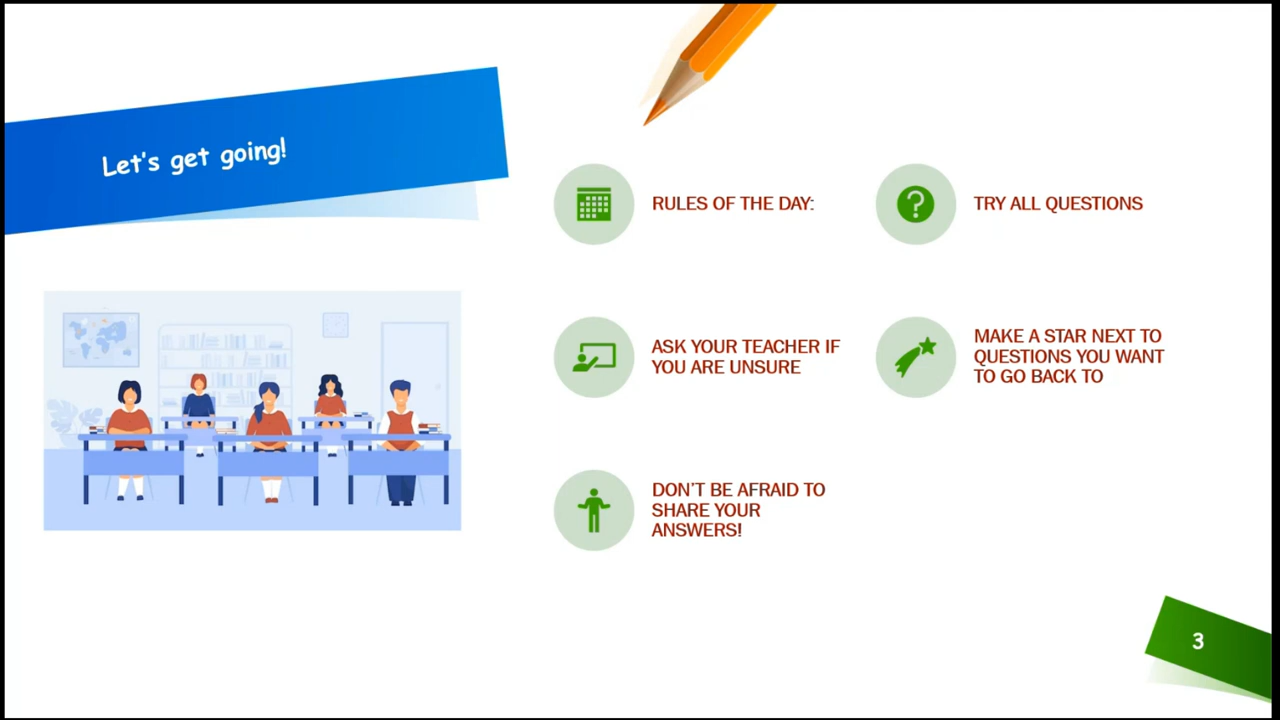 Let's get going!
RULES OF THE DAY:
TRY ALL QUESTIONS
ASK YOUR TEACHER IF
YOU ARE UNSURE
MAKE A STAR NEXT TO
QUESTIONS YOU WANT
TO GO BACK TO
DON'T BE AFRAID TO
SHARE YOUR
ANSWERS!
3